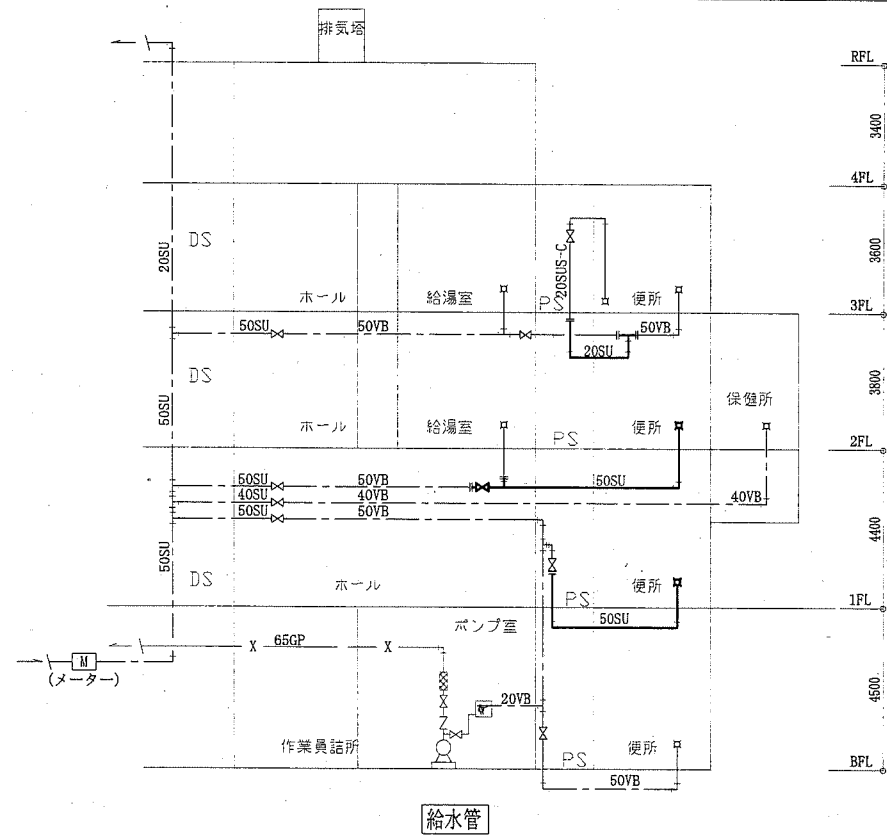 排気塔
RFL
3400
4FL
DS
20SU
20SUS-C
3600
ホール
給湯室
PS
便所
3FL
50SU
50VB
50VB
20SU
DS
50SU
3800
保健所
ホール
給湯室
PS
便所
2FL
50SU
50VB
50SU
40SU
40VB
40VB
50SU
50VB
4400
50SU
DS
ホール
PS
便所
1FL
50SU
ポンプ室
65GP
X
X
M
(メーター)
20VB
4500
作業員詰所
PS
便所
BFL
50VB
給水管